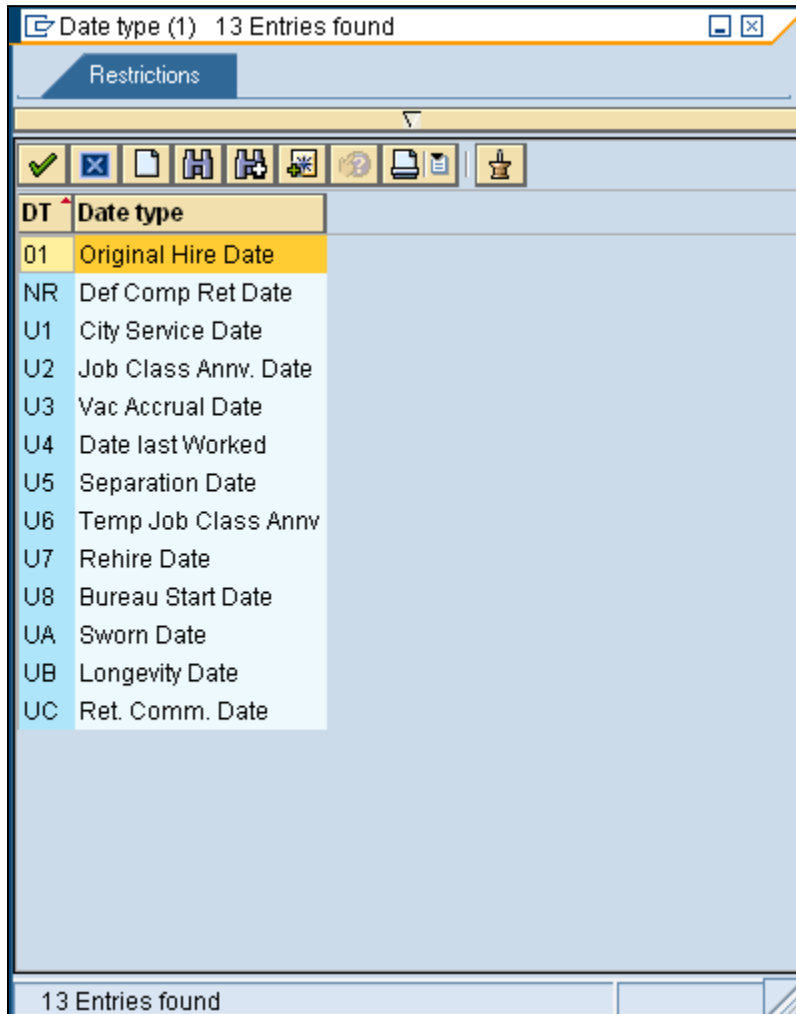 Date type (1) 13 Entries found
Restrictions
DT Date type
01 Original Hire Date
NR Def Comp Ret Date
U1 City Service Date
U2 Job Class Annv. Date
U3 Vac Accrual Date
U4 Date last Worked
U5 Separation Date
U6 Temp Job Class Annv
U7 Rehire Date
U8 Bureau Start Date
UA Sworn Date
UB Longevity Date
UC Ret. Comm. Date
13 Entries found